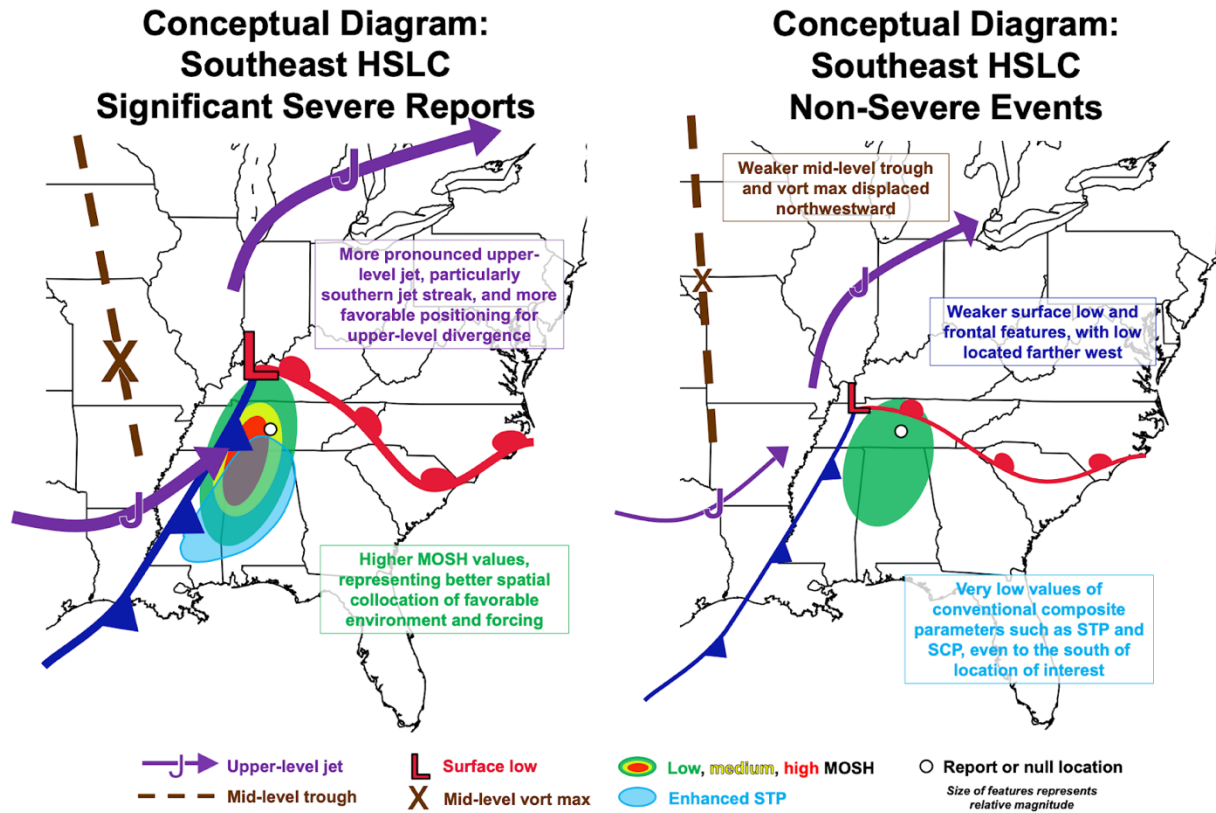 Conceptual Diagram:
Southeast HSLC
Significant Severe Reports
J
More pronounced upper-
level jet, particularly
southern jet streak, and more
favorable positioning for
upper-level divergence
X
L
J
Higher MOSH values,
representing better spatial
collocation of favorable
environment and forcing
Conceptual Diagram:
Southeast HSLC
Non-Severe Events
Weaker mid-level trough
and vort max displaced
northwestward
X
J
Weaker surface low and
frontal features, with low
located farther west
L
J
Very low values of
conventional composite
parameters such as STP and
SCP, even to the south of
location of interest
J Upper-level jet
L Surface low
Low, medium, high MOSH
Report or null location
Mid-level trough
X Mid-level vort max
Enhanced STP
Size of features represents
relative magnitude